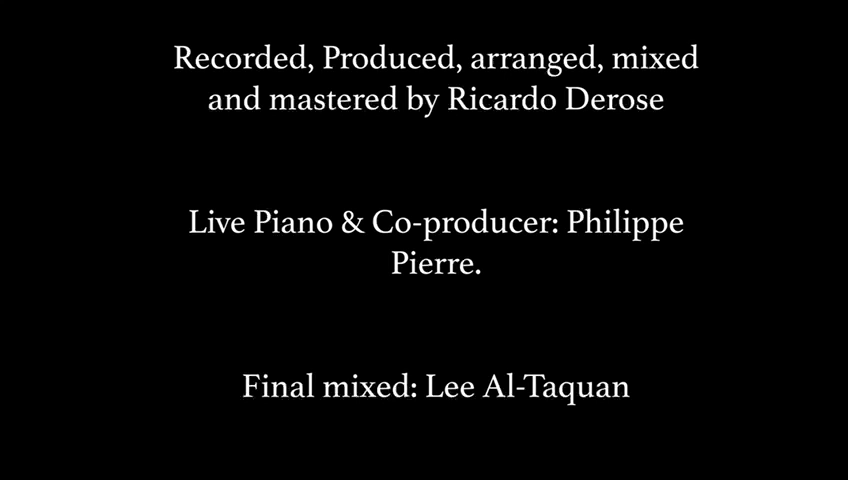 Recorded, Produced, arranged, mixed
and mastered by Ricardo Derose
Live Piano & Co-producer: Philippe
Pierre.
Final mixed: Lee Al-Taquan